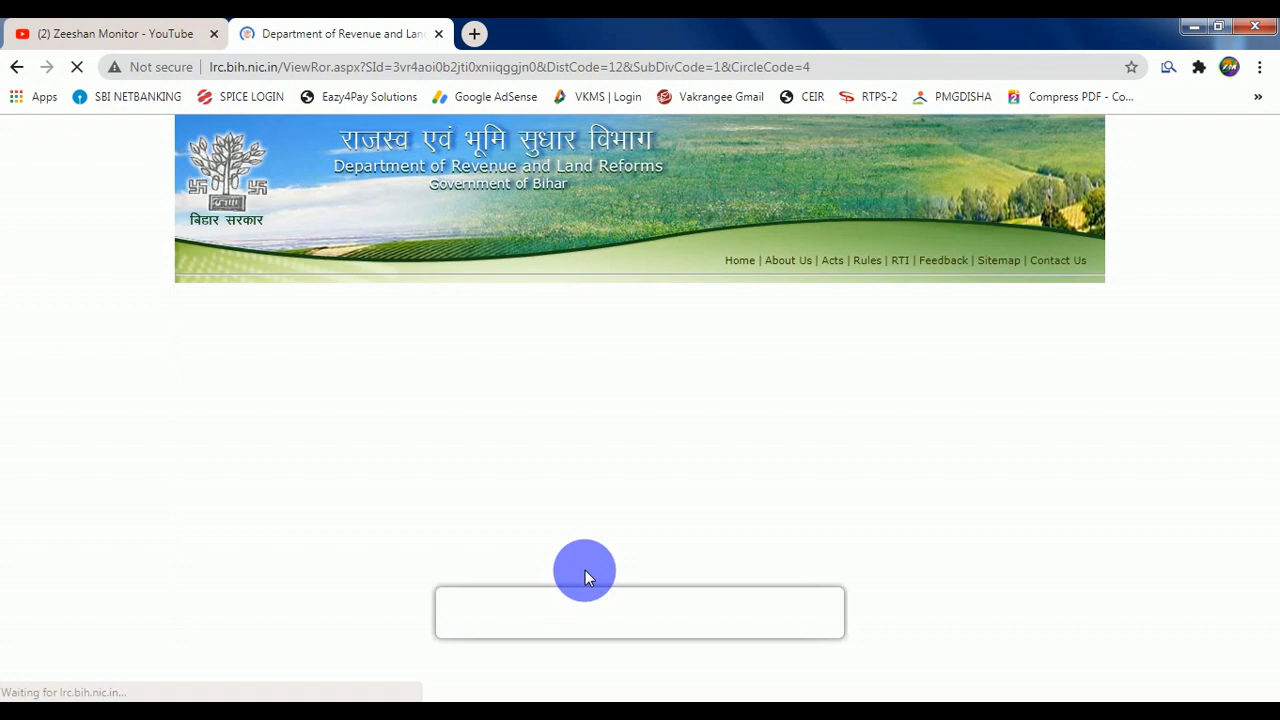 (2) Zeeshan Monitor - YouTube
Department of Revenue and Lan
Not secure
lrc.bih.nic.in/ViewRor.aspx?SId=3vr4aoi0b2jti0xniiqggjn0&DistCode=12&SubDivCode=1&CircleCode=4
Apps
SBI NETBANKING
SPICE LOGIN
Eazy4Pay Solutions
Google AdSense
VKMS | Login
Vakrangee Gmail
CEIR
RTPS-2
PMGDISHA
Compress PDF - Co...
राजस्व एवं भूमि सुधार विभाग
Department of Revenue and Land Reforms
Government of Bihar
बिहार सरकार
Home | About Us | Acts | Rules | RTI | Feedback | Sitemap | Contact Us
Waiting for lrc.bih.nic.in...